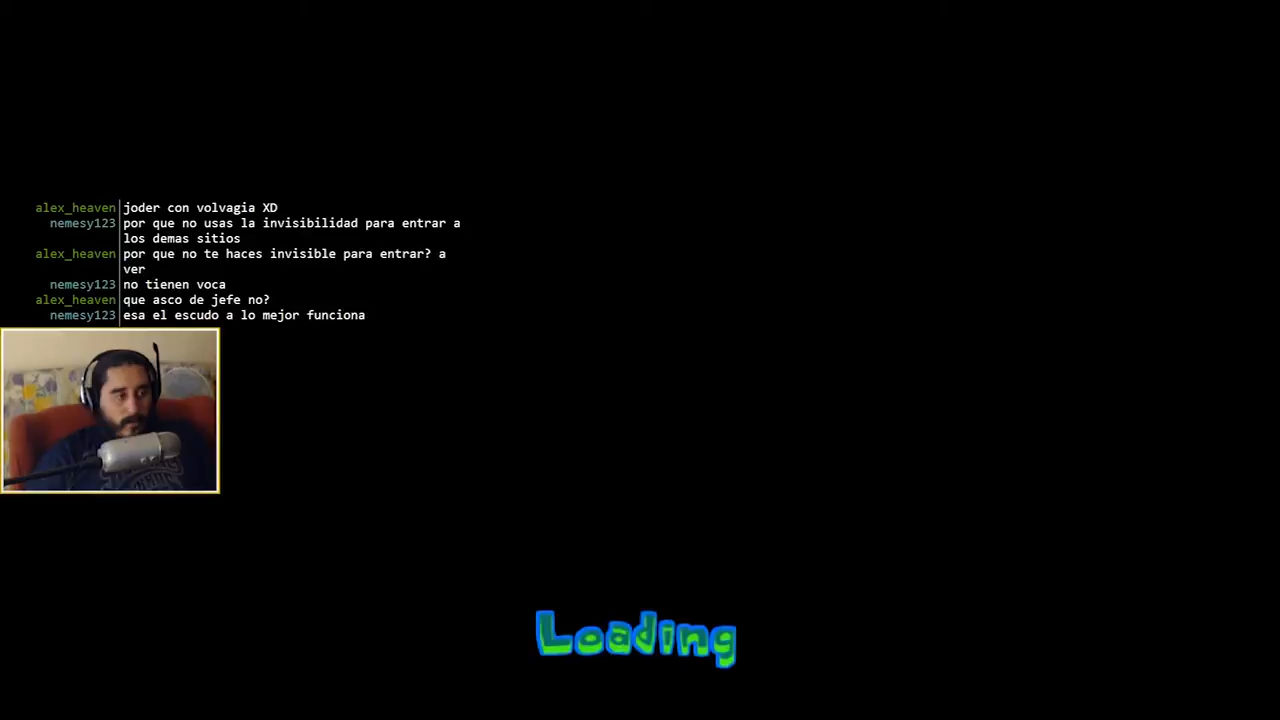 alex_heaven joder con volvagia XD
nemesy123 por que no usas la invisibilidad para entrar a
los demas sitios
alex_heaven por que no te haces invisible para entrar? a
ver
nemesy123 no tienen voca
alex_heaven que asco de jefe no?
nemesy123 esa el escudo a lo mejor funciona
Loading